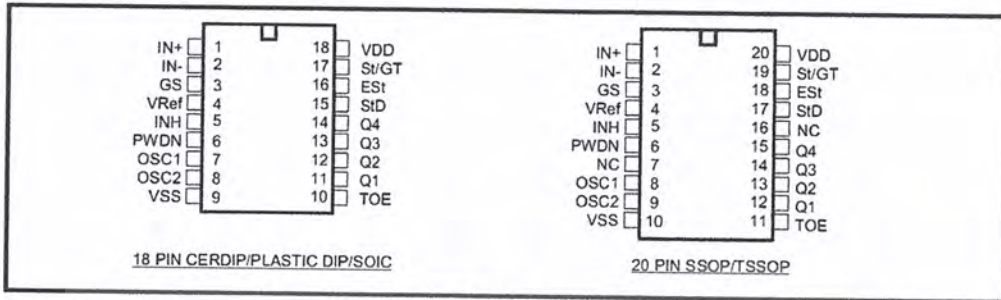 IN+ 1 18 VDD
IN- 2 17 St/GT
GS 3 16 ESt
VRef 4 15 StD
INH 5 14 Q4
PWDN 6 13 Q3
OSC1 7 12 Q2
OSC2 8 11 Q1
VSS 9 10 TOE
18 PIN CERDIP/PLASTIC DIP/SOIC
IN+ 1 20 VDD
IN- 2 19 St/GT
GS 3 18 ESt
VRef 4 17 StD
INH 5 16 NC
PWDN 6 15 Q4
NC 7 14 Q3
OSC1 8 13 Q2
OSC2 9 12 Q1
VSS 10 11 TOE
20 PIN SSOP/TSSOP